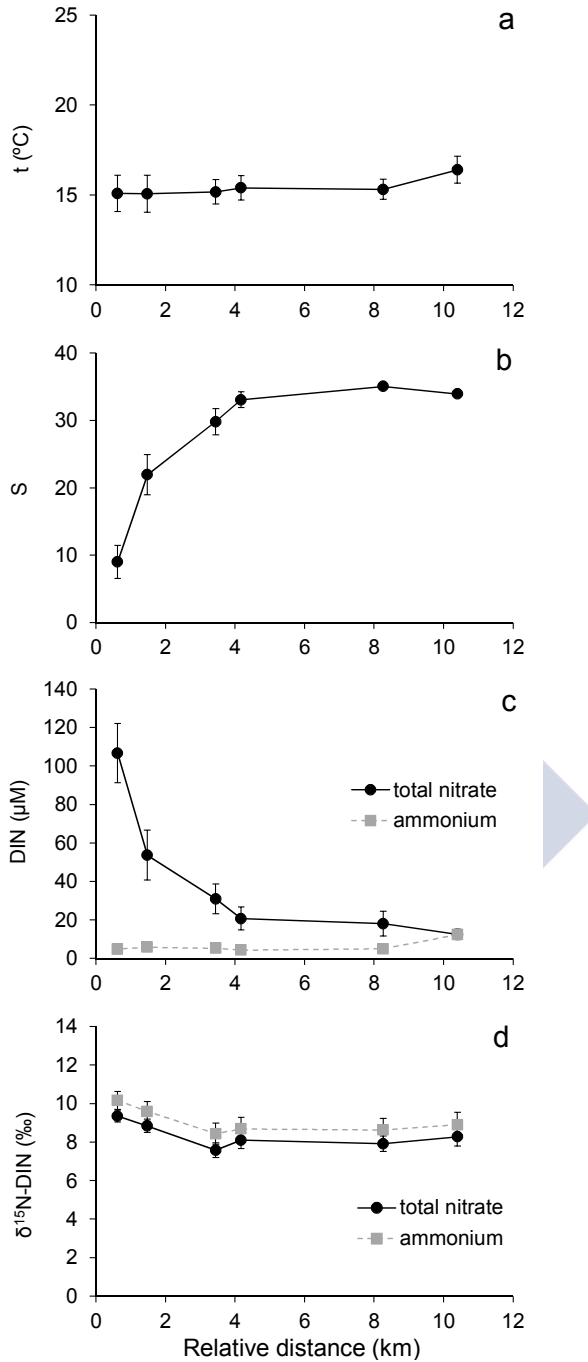 a
25
20
15
10
t (ºC)
0 2 4 6 8 10 12
b
40
30
20
10
0
S
0 2 4 6 8 10 12
c
140
120
100
80
60
40
20
0
DIN (µM)
total nitrate
ammonium
0 2 4 6 8 10 12
d
14
12
10
8
6
4
2
0
δ¹⁵N-DIN (‰)
total nitrate
ammonium
0 2 4 6 8 10 12
Relative distance (km)